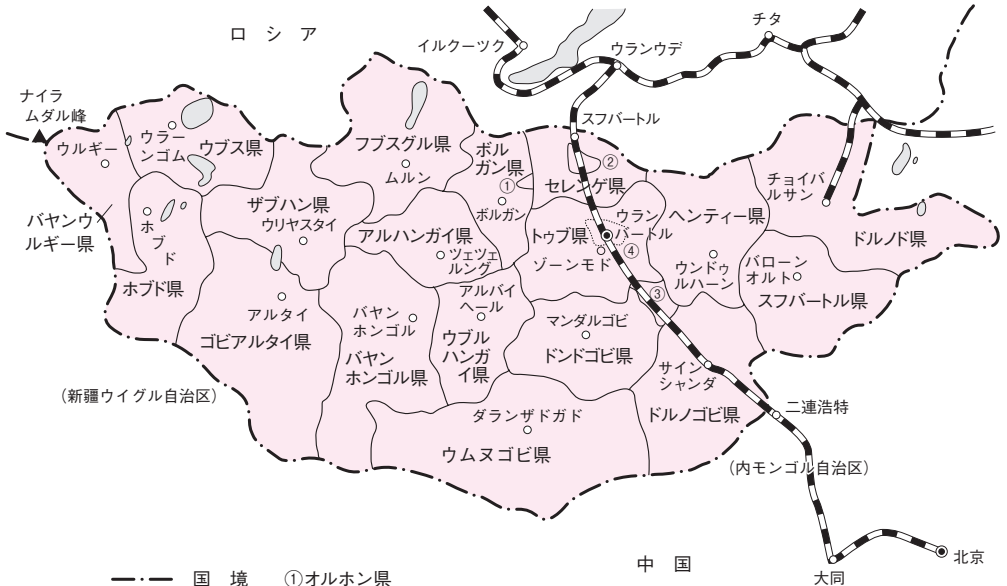 ロシア
イルクーツク
ウランウデ
チタ
ナイラ
ムダル峰
ウルギー
ウラー
ンゴム
ウブス県
フブスグル県
ムルン
ボル
ガン県
①
ボルガン
スフバートル
②
セレンゲ県
チョイバ
ルサン
バヤンウ
ルギー県
ホブド
ザブハン県
ウリヤスタイ
アルハンガイ県
ツェツェ
ルング
トゥブ県
ウラン
バートル
④
ゾーンモド
ヘンティー県
ウンドゥ
ルハーン
ドルノド県
バローン
オルト
スフバートル県
ホブド県
アルタイ
ゴビアルタイ県
バヤン
ホンゴル
バヤン
ホンゴル県
アルバイ
ヘール
ウブル
ハンガ
イ県
マンダルゴビ
ドンドゴビ県
③
サイン
シャンダ
ドルノゴビ県
(新疆ウイグル自治区)
ダランザドガド
ウムヌゴビ県
二連浩特
(内モンゴル自治区)
中国
大同
北京
国境
①オルホン県